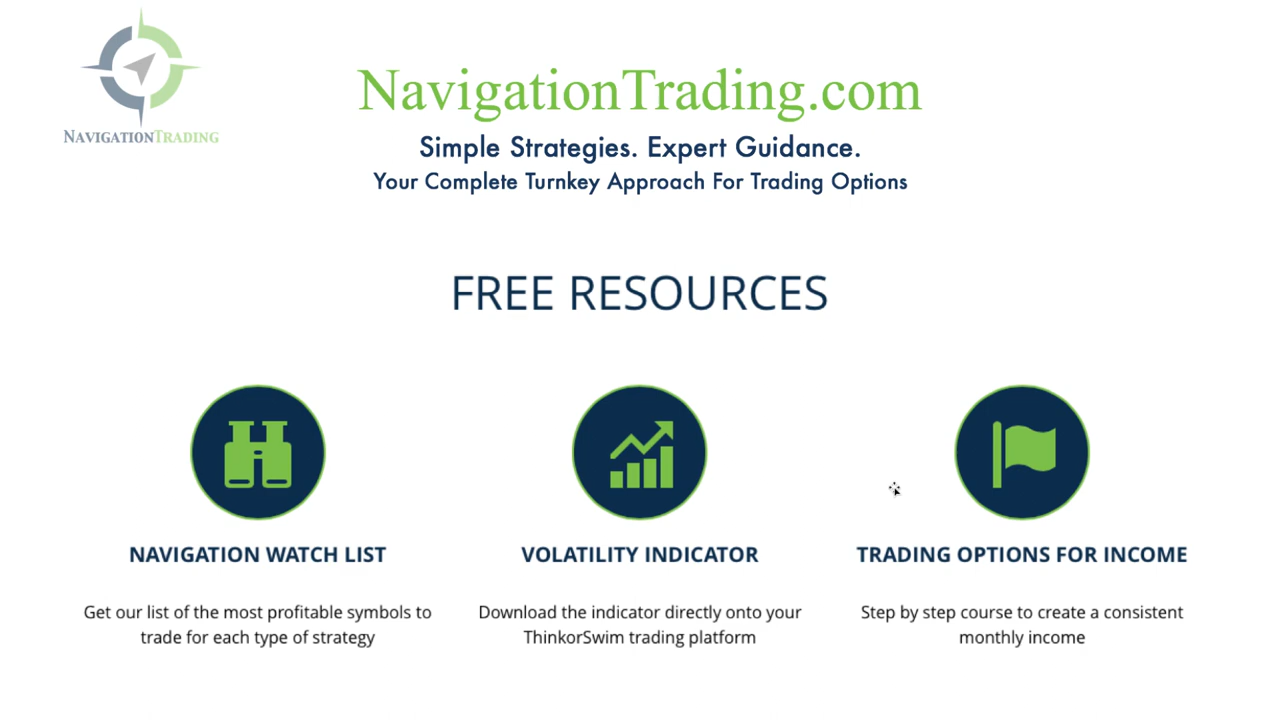 NAVIGATIONTRADING
NavigationTrading.com
Simple Strategies. Expert Guidance.
Your Complete Turnkey Approach For Trading Options
FREE RESOURCES
NAVIGATION WATCH LIST
Get our list of the most profitable symbols to
trade for each type of strategy
VOLATILITY INDICATOR
Download the indicator directly onto your
ThinkorSwim trading platform
TRADING OPTIONS FOR INCOME
Step by step course to create a consistent
monthly income